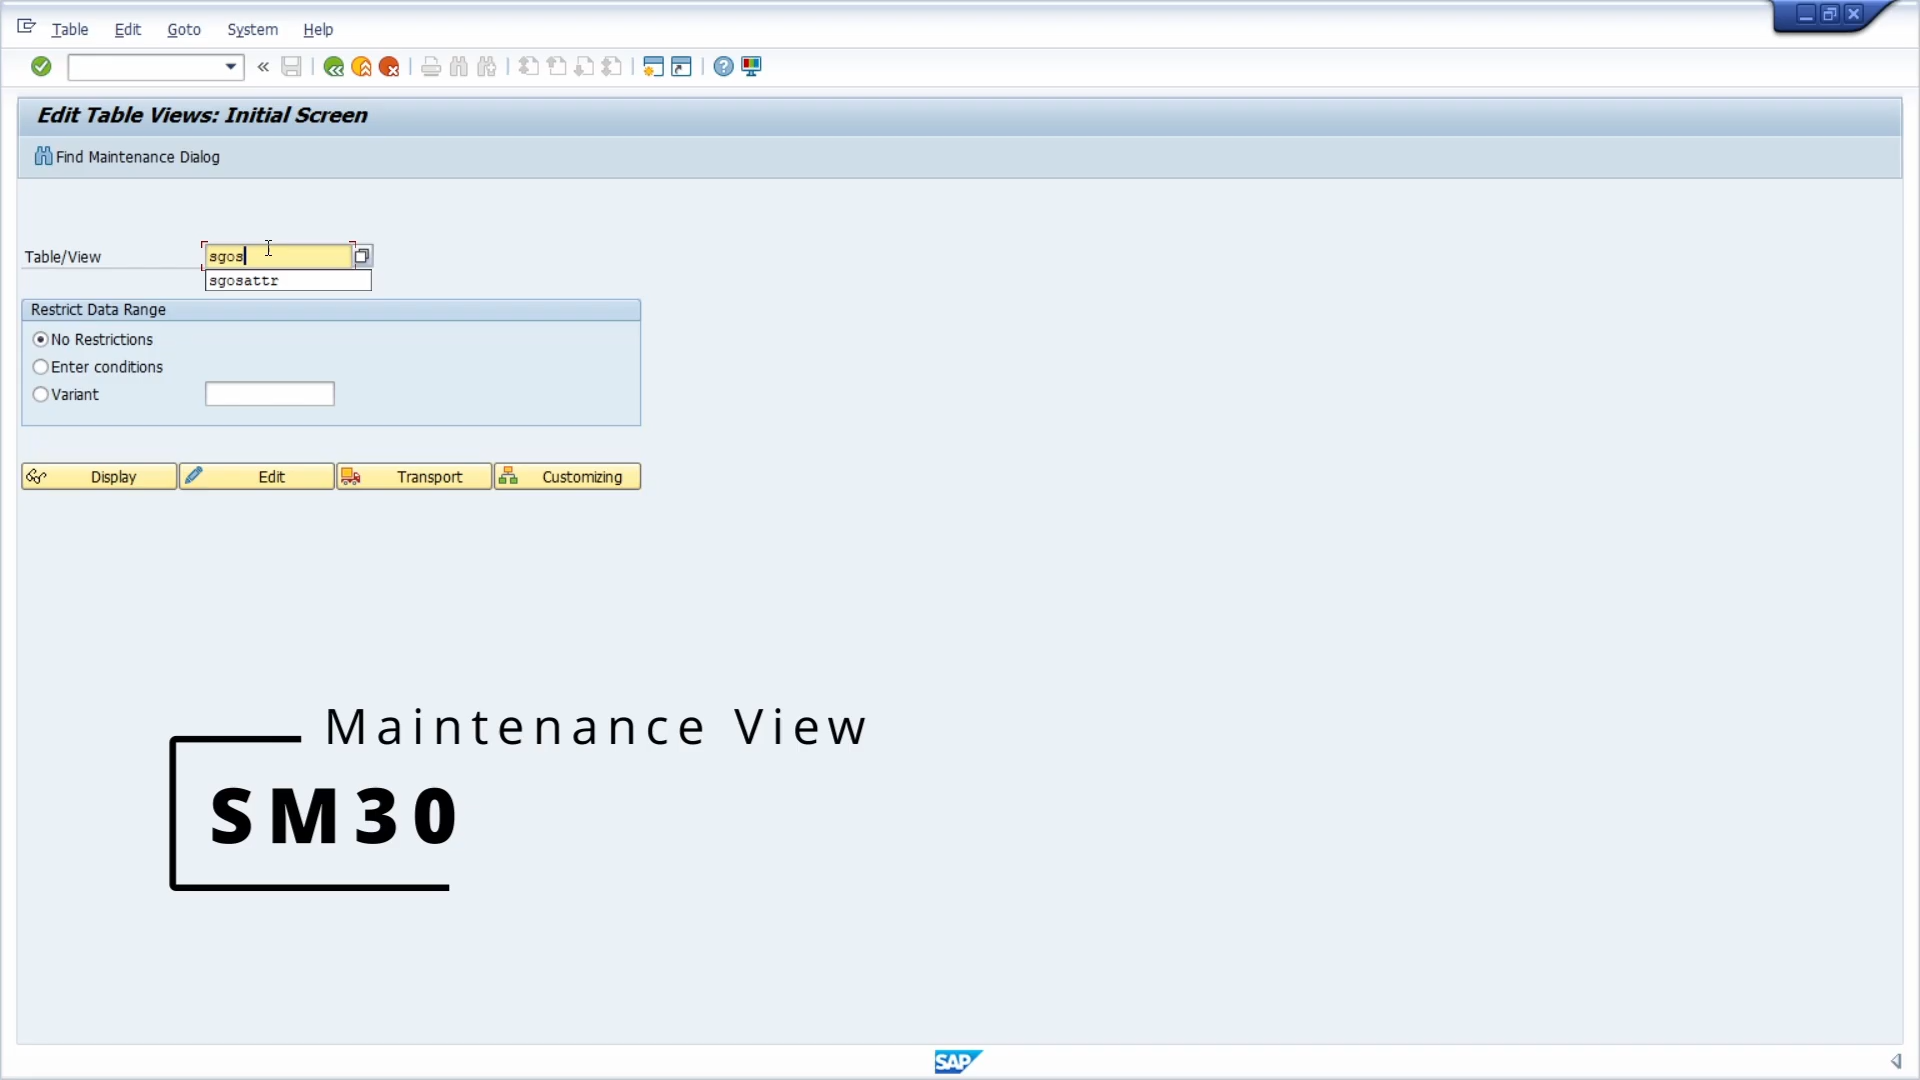 Table Edit Goto System Help
Edit Table Views: Initial Screen
Find Maintenance Dialog
Table/View sgos
sgosattr
Restrict Data Range
No Restrictions
Enter conditions
Variant
Display Edit Transport Customizing
Maintenance View
SM30
SAP